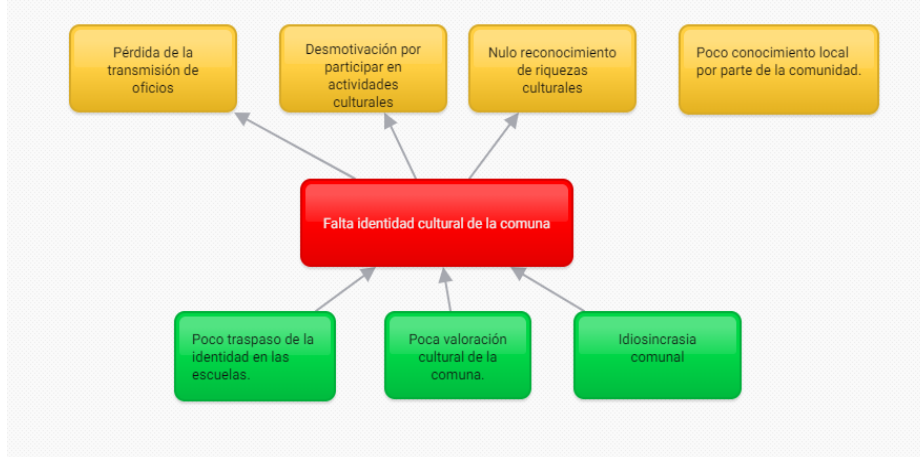 Pérdida de la
transmisión de
oficios
Desmotivación por
participar en
actividades
culturales
Nulo reconocimiento
de riquezas
culturales
Poco conocimiento local
por parte de la comunidad.
Falta identidad cultural de la comuna
Poco traspaso de la
identidad en las
escuelas.
Poca valoración
cultural de la
comuna.
Idiosincrasia
comunal